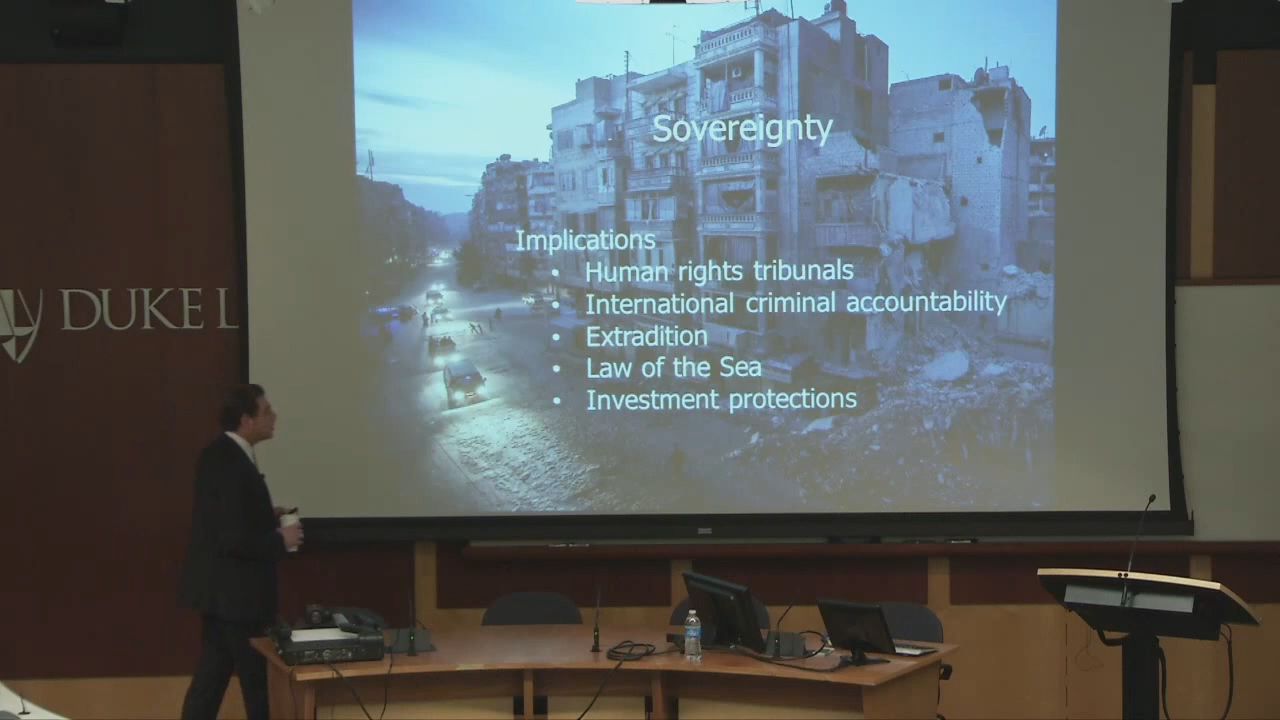 Sovereignty
Implications
• Human rights tribunals
• International criminal accountability
• Extradition
• Law of the Sea
• Investment protections
DUKE L